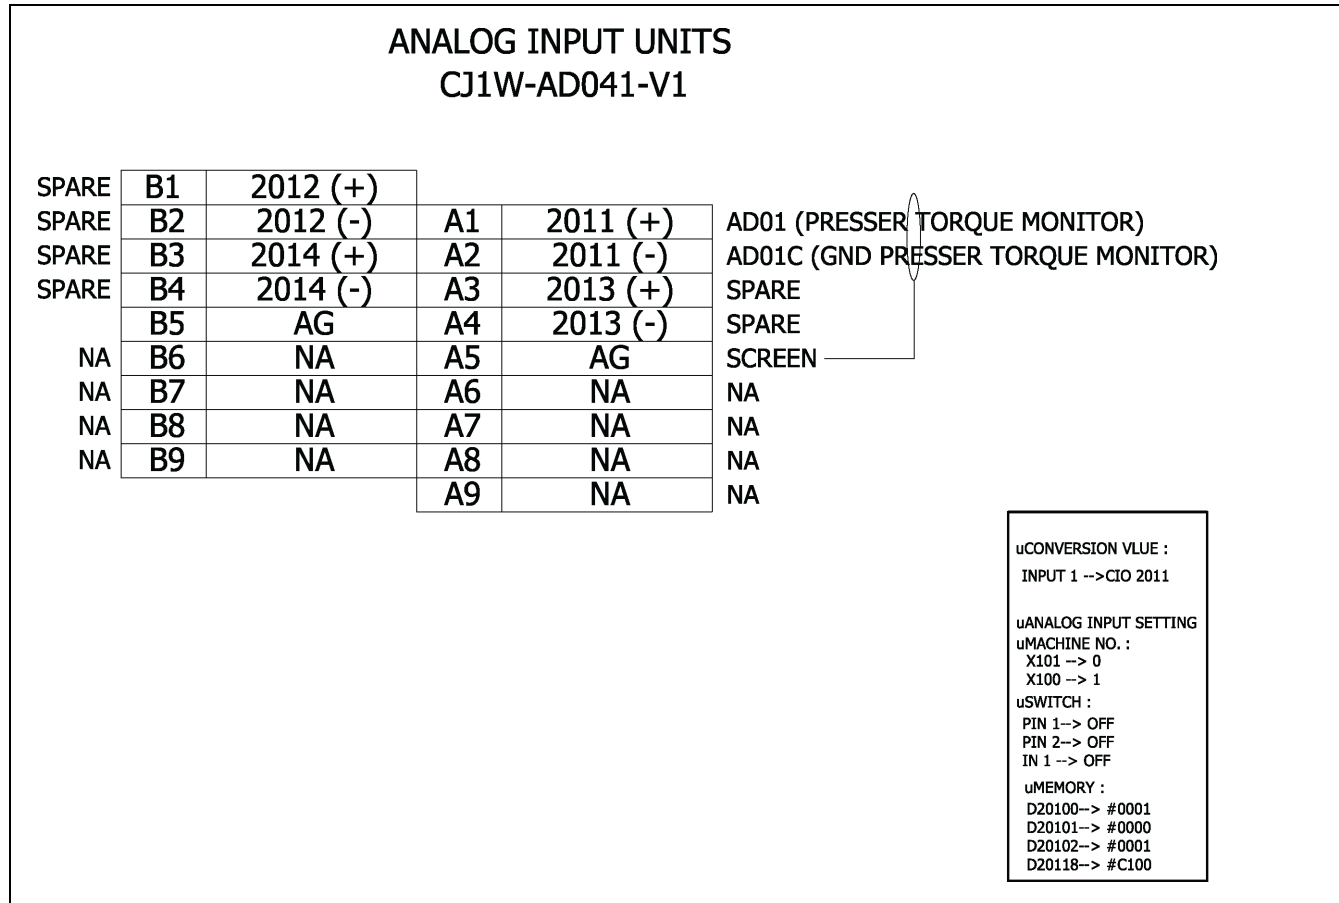 ANALOG INPUT UNITS
CJ1W-AD041-V1
SPARE B1 2012 (+)
SPARE B2 2012 (-) A1 2011 (+) AD01 (PRESSER TORQUE MONITOR)
SPARE B3 2014 (+) A2 2011 (-) AD01C (GND PRESSER TORQUE MONITOR)
SPARE B4 2014 (-) A3 2013 (+) SPARE
B5 AG A4 2013 (-) SPARE
NA B6 NA A5 AG SCREEN
NA B7 NA A6 NA NA
NA B8 NA A7 NA NA
NA B9 NA A8 NA NA
A9 NA NA
uCONVERSION VLUE :
INPUT 1 -->CIO 2011
uANALOG INPUT SETTING
uMACHINE NO. :
X101 --> 0
X100 --> 1
uSWITCH :
PIN 1--> OFF
PIN 2--> OFF
IN 1 --> OFF
uMEMORY :
D20100--> #0001
D20101--> #0000
D20102--> #0001
D20118--> #C100